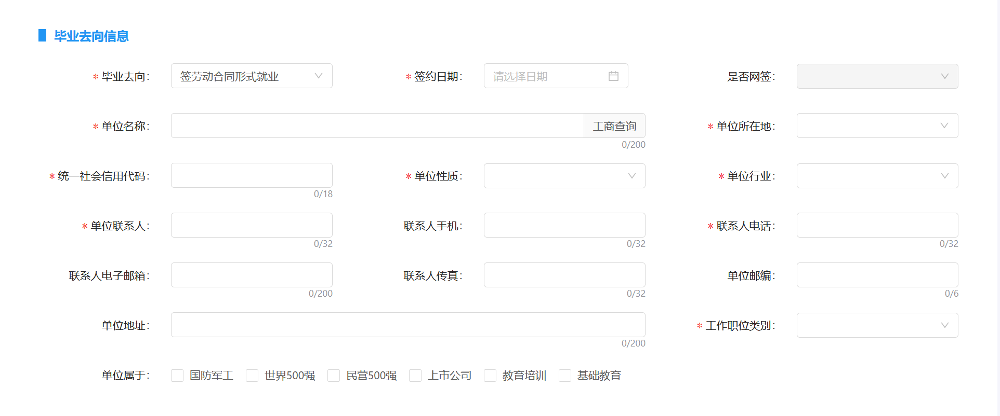 毕业去向信息
* 毕业去向: 签劳动合同形式就业 * 签约日期: 请选择日期 是否网签:
* 单位名称: 工商查询 * 单位所在地:
0/200
* 统一社会信用代码: * 单位性质: * 单位行业:
0/18
* 单位联系人: 联系人手机: * 联系人电话:
0/32 0/32 0/32
联系人电子邮箱: 联系人传真: 单位邮编:
0/200 0/32 0/6
单位地址: * 工作职位类别:
0/200
单位属于: 国防军工 世界500强 民营500强 上市公司 教育培训 基础教育